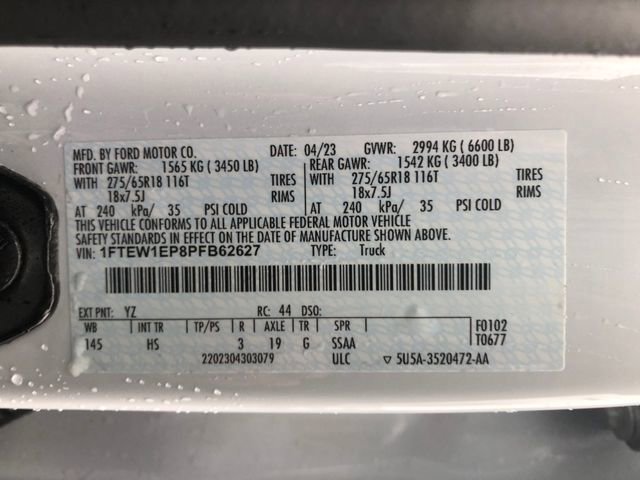 MFD. BY FORD MOTOR CO. DATE: 04/23 GVWR: 2994 KG ( 6600 LB)
FRONT GAWR: 1565 KG ( 3450 LB) REAR GAWR: 1542 KG ( 3400 LB)
WITH 275/65R18 116T TIRES WITH 275/65R18 116T TIRES
18x7.5J RIMS 18x7.5J RIMS
AT 240 kPa/ 35 PSI COLD AT 240 kPa/ 35 PSI COLD
THIS VEHICLE CONFORMS TO ALL APPLICABLE FEDERAL MOTOR VEHICLE
SAFETY STANDARDS IN EFFECT ON THE DATE OF MANUFACTURE SHOWN ABOVE.
VIN: 1FTEW1EP8PFB62627 TYPE: Truck
EXT PNT: YZ RC: 44 DSO: F0102
WB INT TR TP/PS R AXLE TR SPR T0677
145 HS 3 19 G SSAA
2202304303079 ULC ▽ 5U5A-3520472-AA